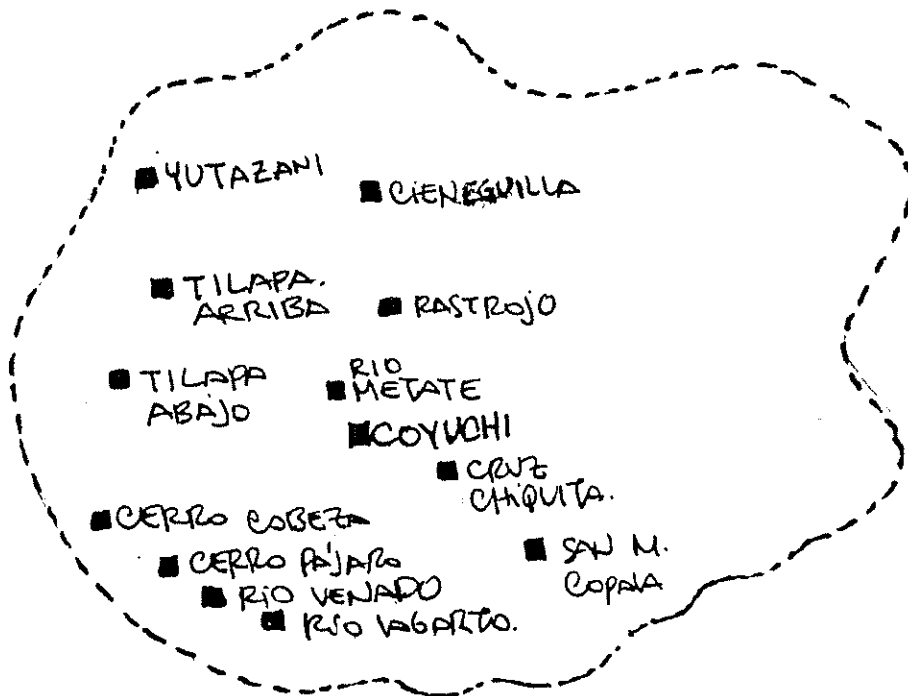 YUTAZANI
CIENEGUILLA
TILAPA.
ARRIBA
RASTROJO
TILAPA
ABAJO
RIO
METATE
COYUCHI
CRUZ
CHIQUITA.
CERRO CABEZA
CERRO PÁJARO
RIO VENADO
RIO LAGARTO.
SAN M.
COPALA